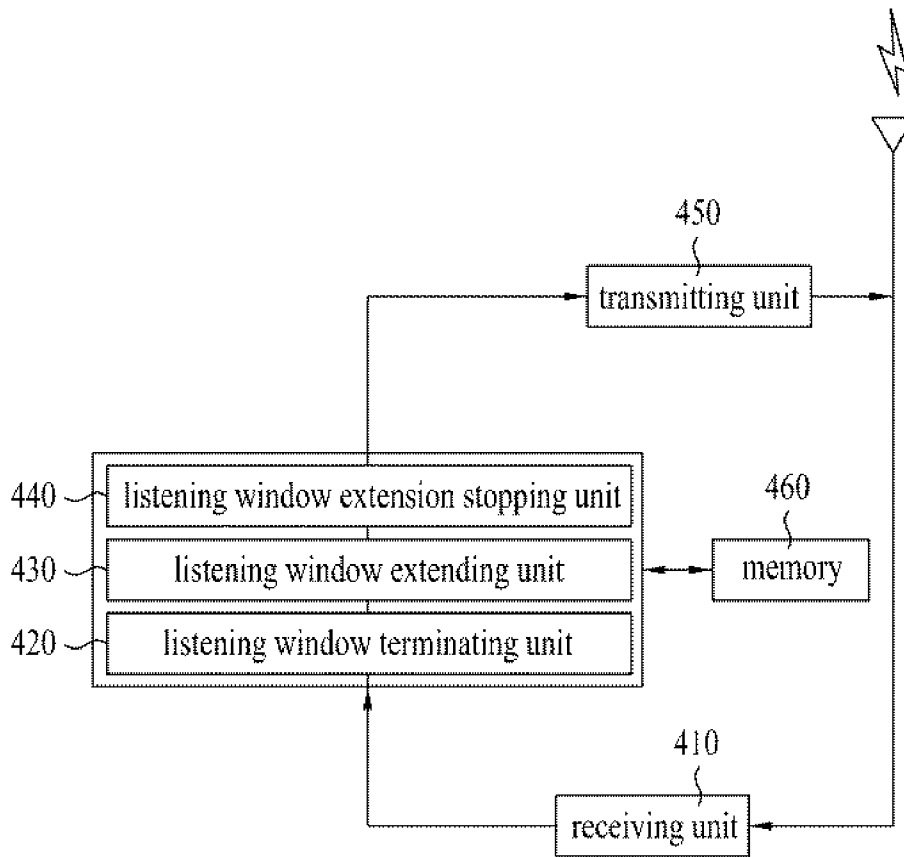 450
transmitting unit
440
listening window extension stopping unit
460
430
listening window extending unit
memory
420
listening window terminating unit
410
receiving unit